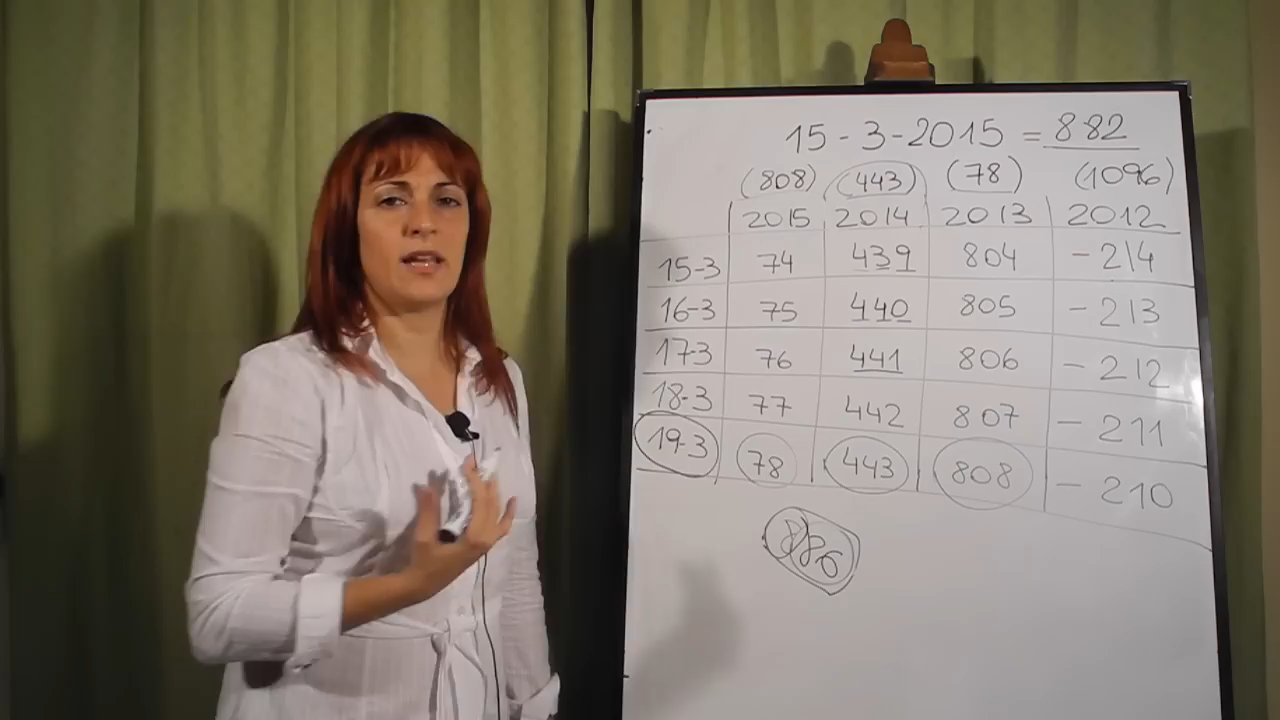 15 - 3 - 2015 = 882
(808) (443) (78) (1096)
2015 2014 2013 2012
15-3 74 439 804 - 214
16-3 75 440 805 - 213
17-3 76 441 806 - 212
18-3 77 442 807 - 211
19-3 78 443 808 - 210